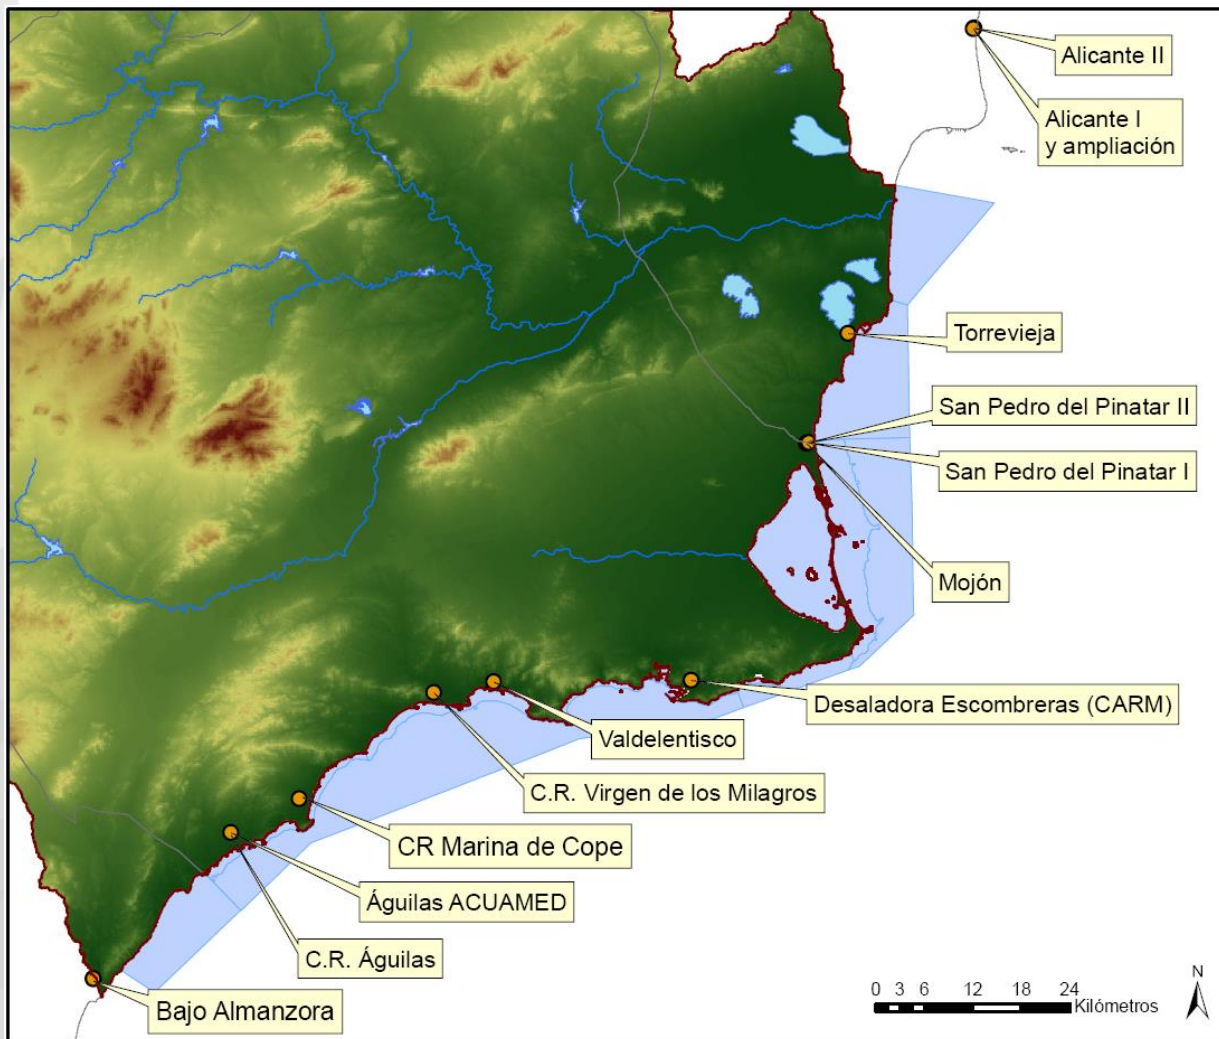 Alicante II
Alicante I
y ampliación
Torrevieja
San Pedro del Pinatar II
San Pedro del Pinatar I
Mojón
Desaladora Escombreras (CARM)
Valdelentisco
C.R. Virgen de los Milagros
CR Marina de Cope
Águilas ACUAMED
C.R. Águilas
Bajo Almanzora
N
0 3 6 12 18 24
Kilómetros